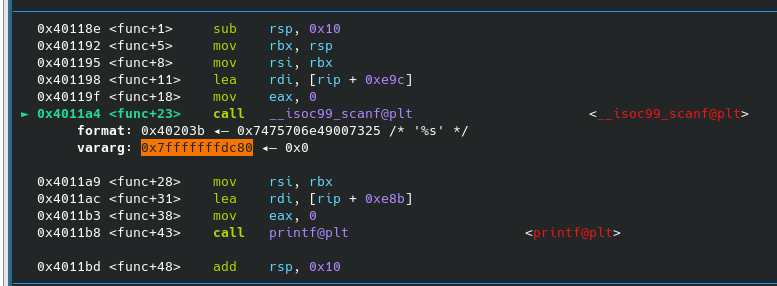 0x40118e <func+1> sub rsp, 0x10
0x401192 <func+5> mov rbx, rsp
0x401195 <func+8> mov rsi, rbx
0x401198 <func+11> lea rdi, [rip + 0xe9c]
0x40119f <func+18> mov eax, 0
► 0x4011a4 <func+23> call __isoc99_scanf@plt <__isoc99_scanf@plt>
format: 0x40203b ◂— 0x7475706e49007325 /* '%s' */
vararg: 0x7fffffffdc80 ◂— 0x0
0x4011a9 <func+28> mov rsi, rbx
0x4011ac <func+31> lea rdi, [rip + 0xe8b]
0x4011b3 <func+38> mov eax, 0
0x4011b8 <func+43> call printf@plt <printf@plt>
0x4011bd <func+48> add rsp, 0x10